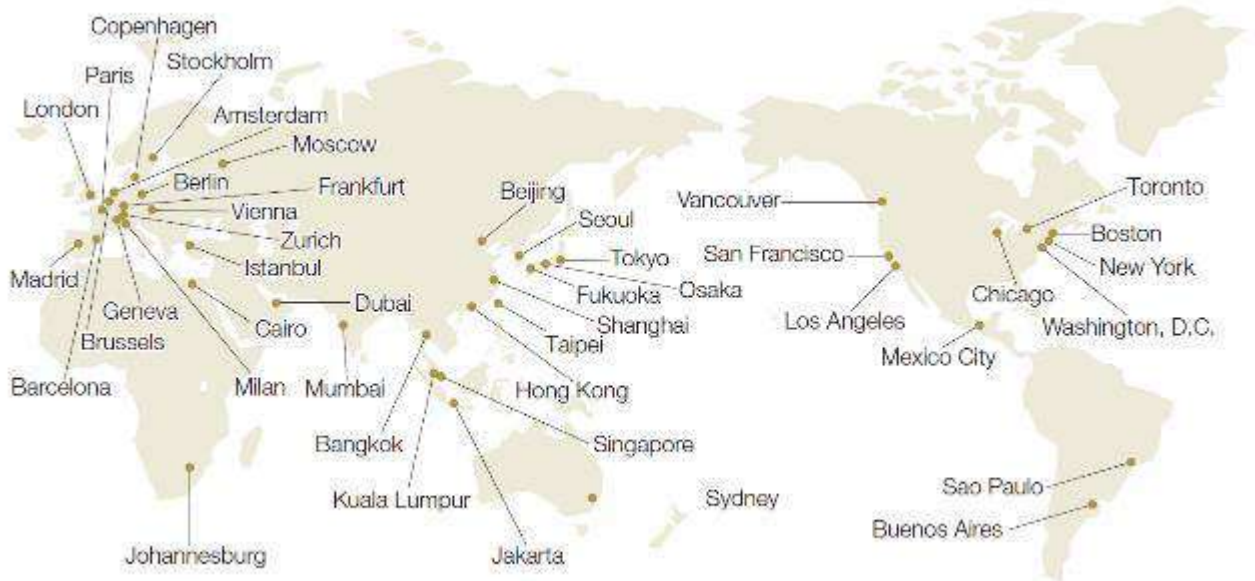 Copenhagen
Stockholm
Paris
London
Amsterdam
Moscow
Berlin
Frankfurt
Vienna
Zurich
Istanbul
Madrid
Geneva
Brussels
Barcelona
Milan
Cairo
Dubai
Mumbai
Johannesburg
Beijing
Seoul
Tokyo
Osaka
Fukuoka
Shanghai
Taipei
Hong Kong
Bangkok
Singapore
Kuala Lumpur
Jakarta
Sydney
Vancouver
San Francisco
Los Angeles
Mexico City
Chicago
Toronto
Boston
New York
Washington, D.C.
Sao Paulo
Buenos Aires